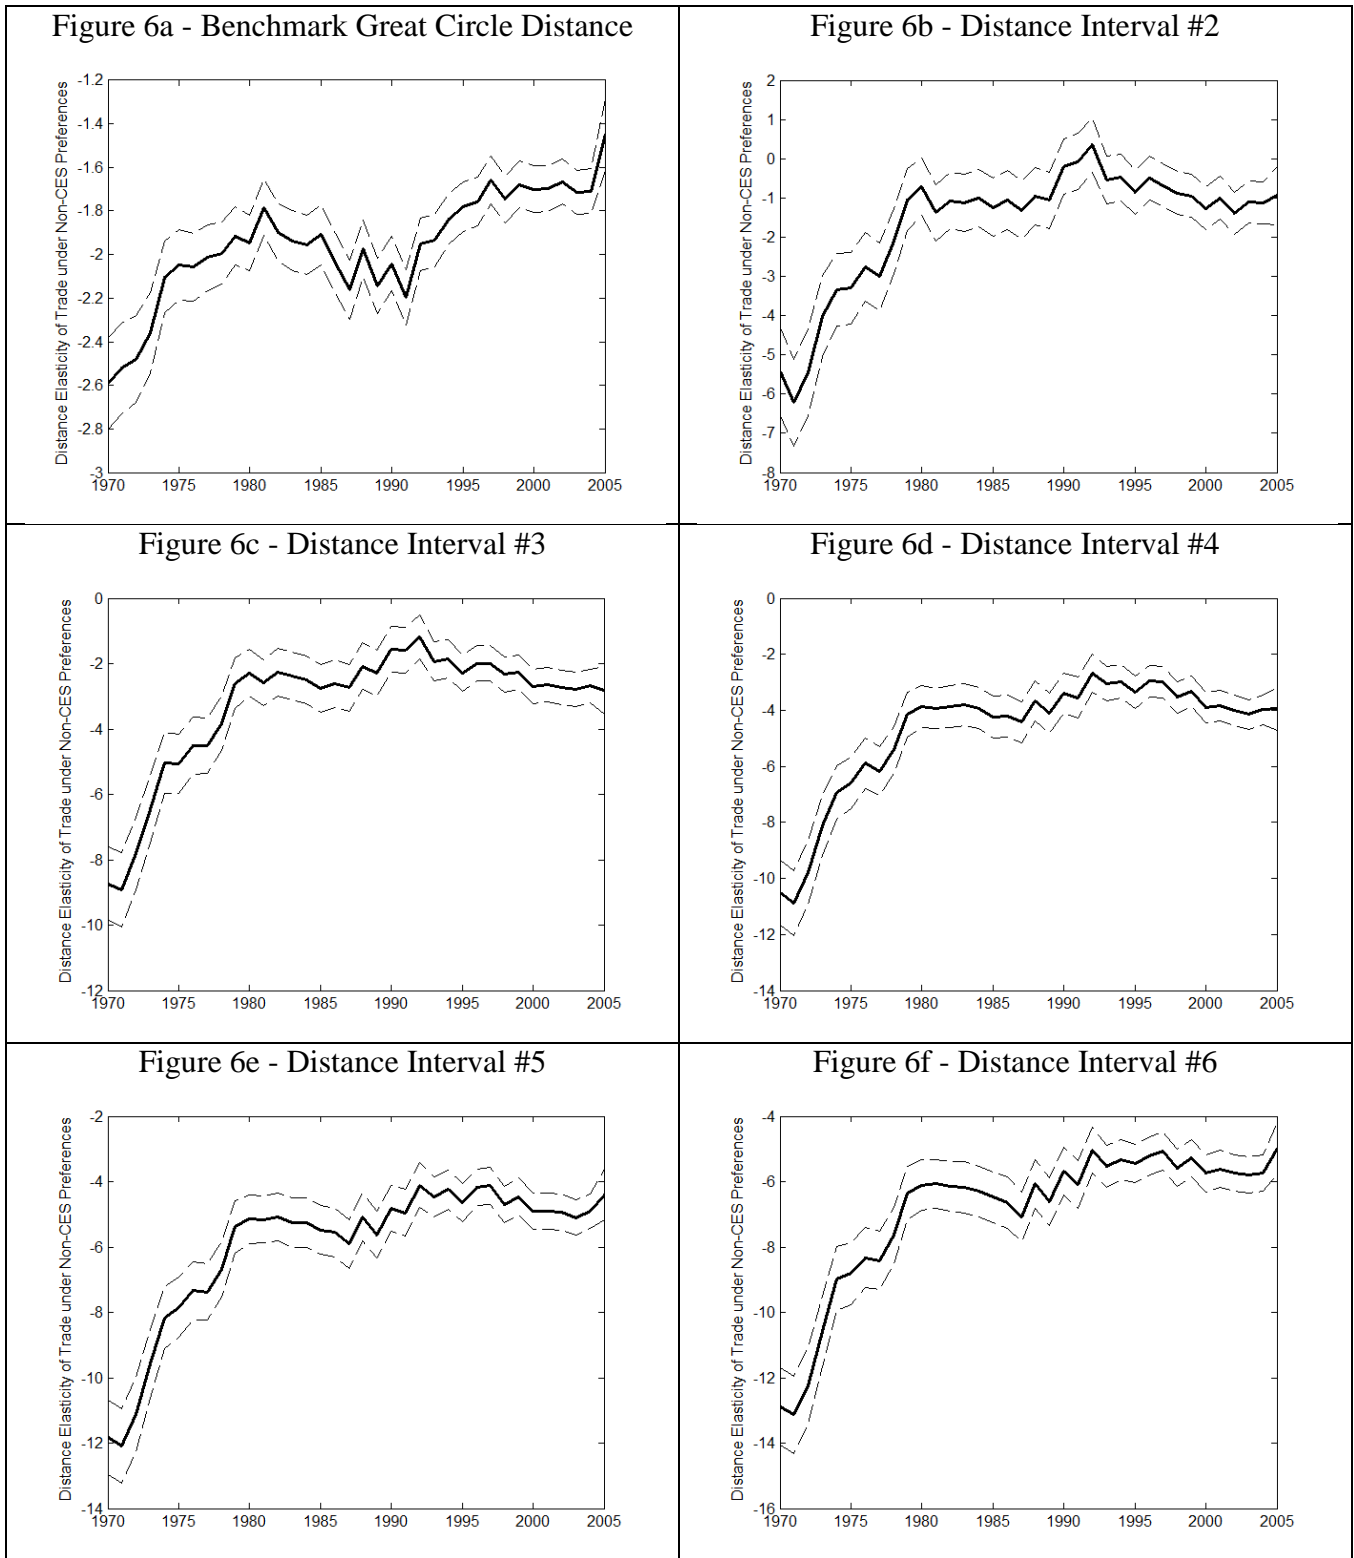 Figure 6a - Benchmark Great Circle Distance
Distance Elasticity of Trade under Non-CES Preferences
-1.2
-1.4
-1.6
-1.8
-2
-2.2
-2.4
-2.6
-2.8
-3
1970 1975 1980 1985 1990 1995 2000 2005
Figure 6b - Distance Interval #2
Distance Elasticity of Trade under Non-CES Preferences
2
1
0
-1
-2
-3
-4
-5
-6
-7
-8
1970 1975 1980 1985 1990 1995 2000 2005
Figure 6c - Distance Interval #3
Distance Elasticity of Trade under Non-CES Preferences
0
-2
-4
-6
-8
-10
-12
1970 1975 1980 1985 1990 1995 2000 2005
Figure 6d - Distance Interval #4
Distance Elasticity of Trade under Non-CES Preferences
0
-2
-4
-6
-8
-10
-12
-14
1970 1975 1980 1985 1990 1995 2000 2005
Figure 6e - Distance Interval #5
Distance Elasticity of Trade under Non-CES Preferences
-2
-4
-6
-8
-10
-12
-14
1970 1975 1980 1985 1990 1995 2000 2005
Figure 6f - Distance Interval #6
Distance Elasticity of Trade under Non-CES Preferences
-4
-6
-8
-10
-12
-14
-16
1970 1975 1980 1985 1990 1995 2000 2005